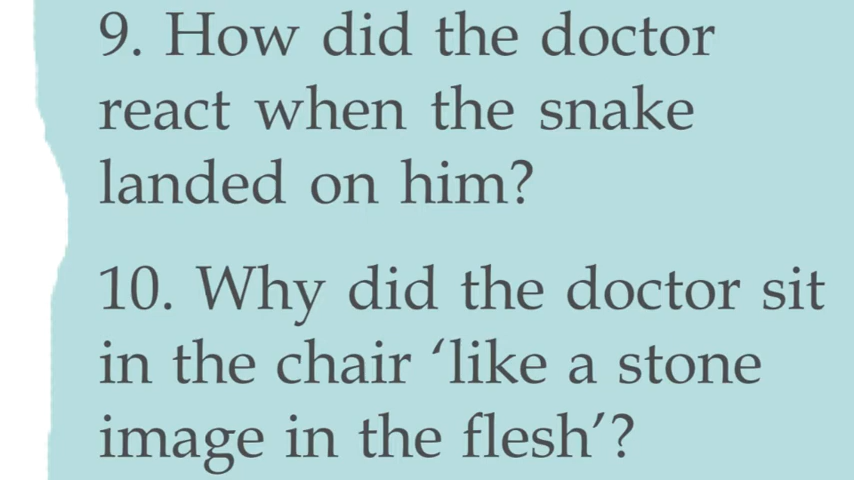 9. How did the doctor
react when the snake
landed on him?
10. Why did the doctor sit
in the chair ‘like a stone
image in the flesh’?